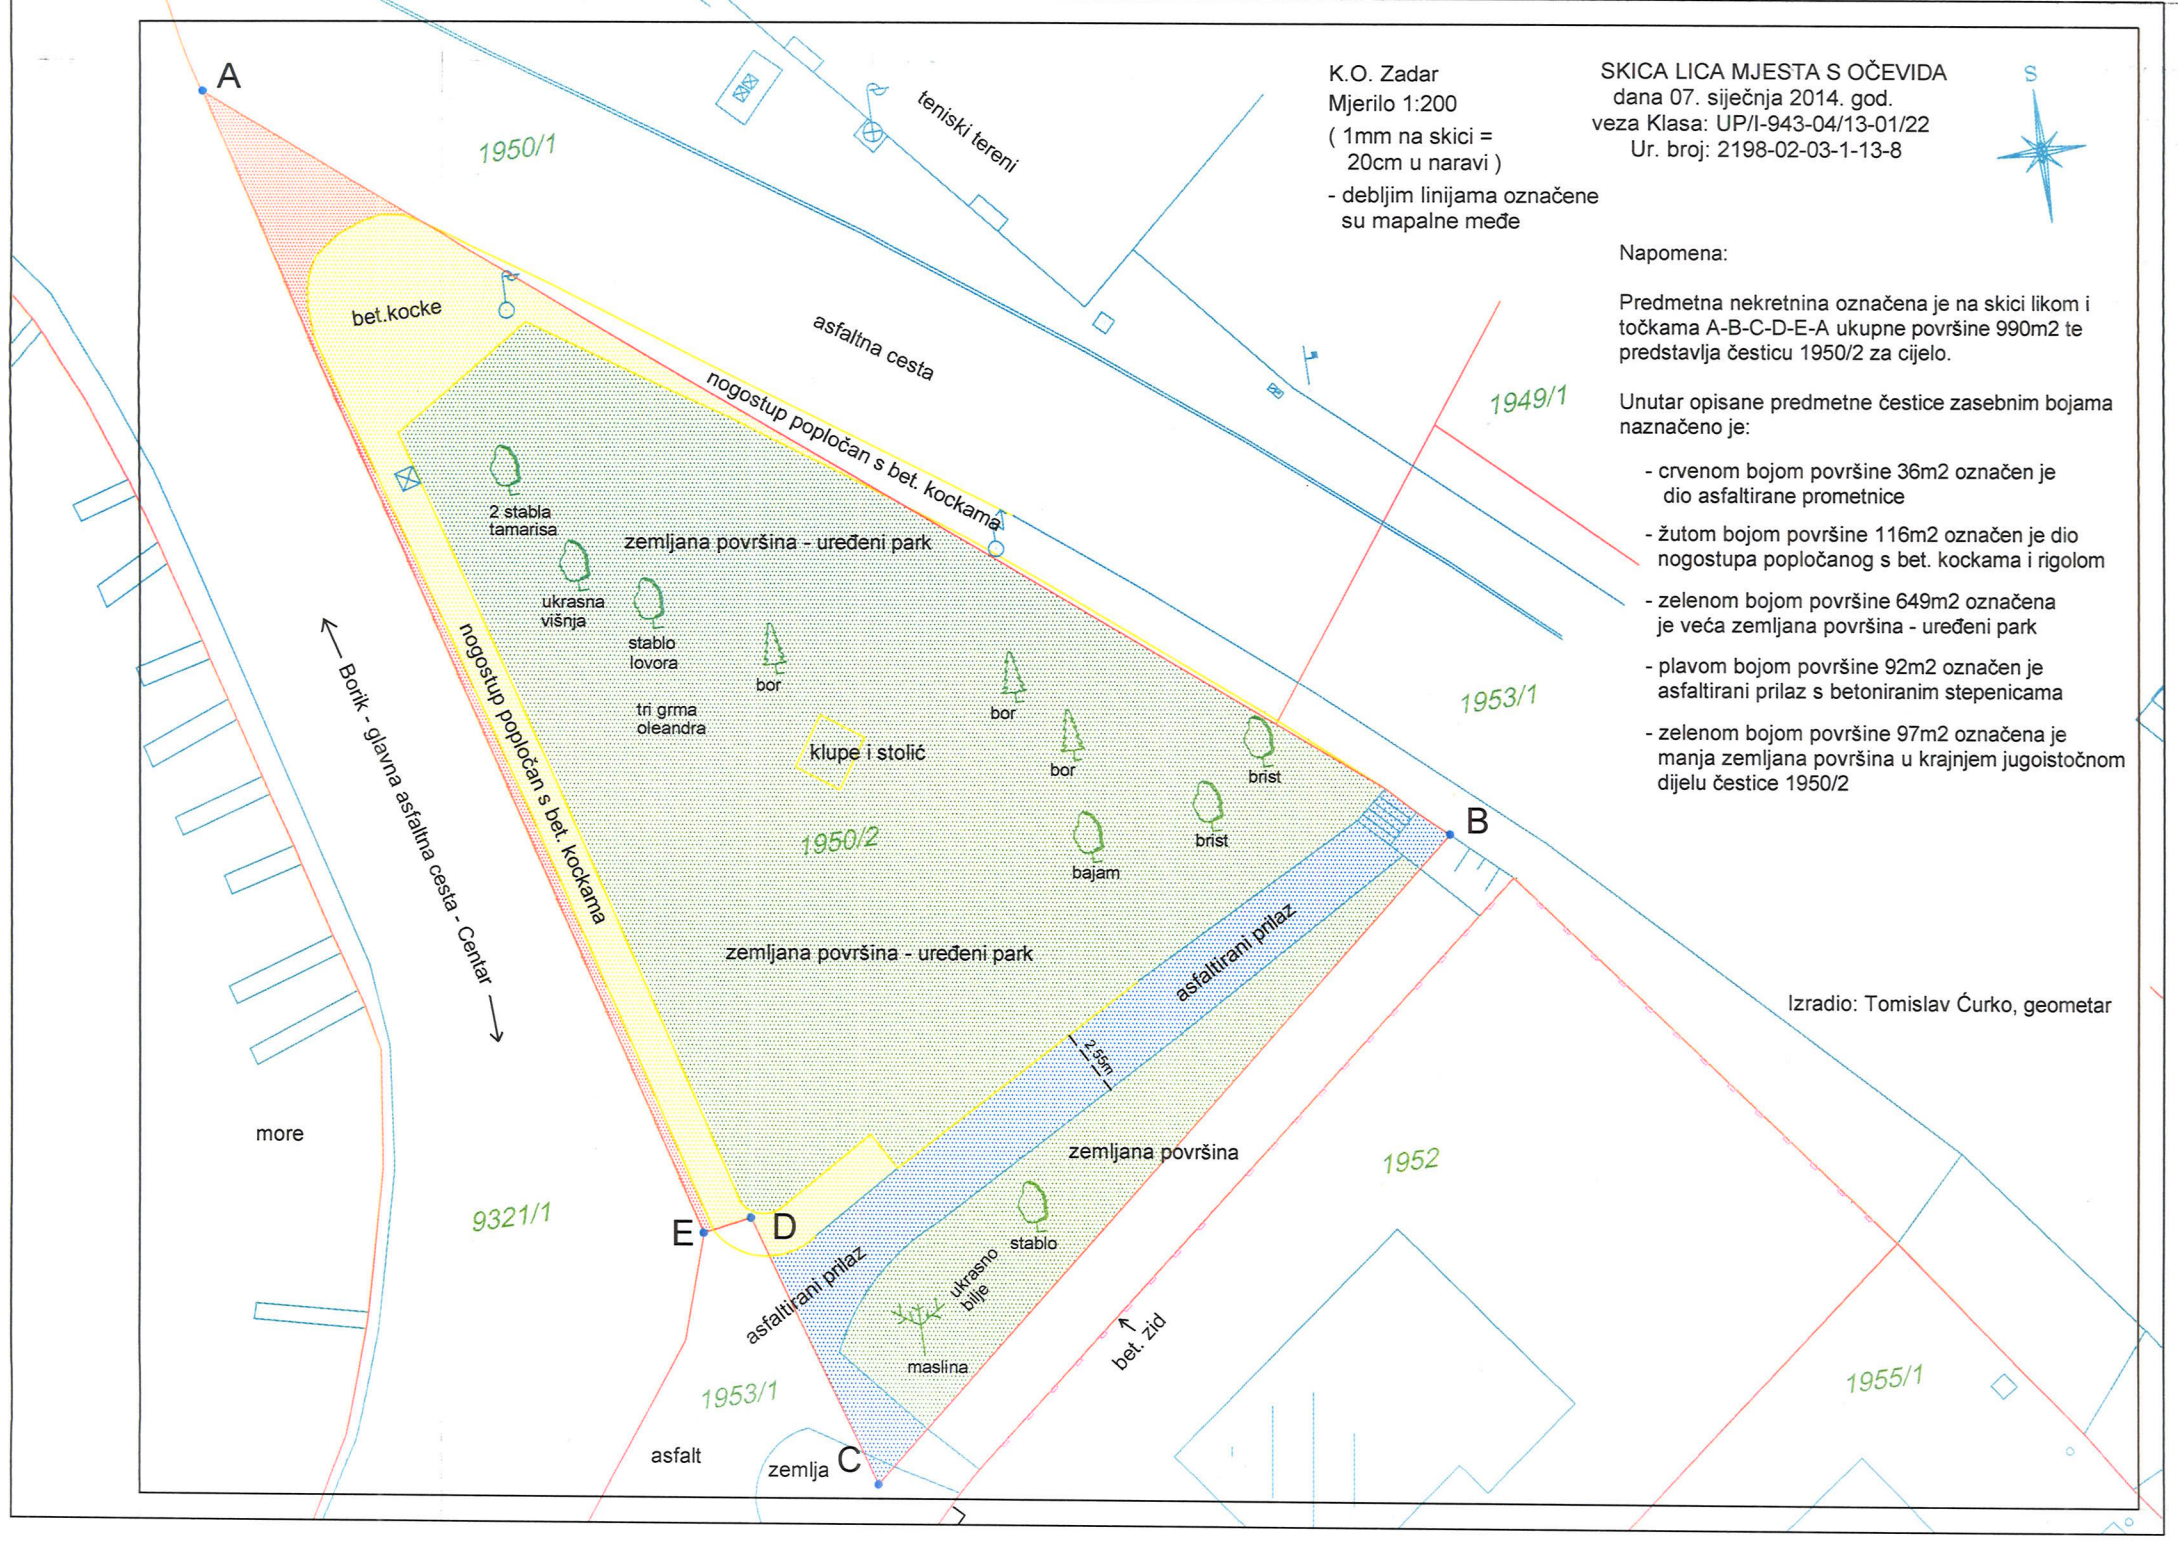 A
1950/1
teniski tereni
K.O. Zadar
Mjerilo 1:200
( 1mm na skici =
20cm u naravi )
- debljim linijama označene
su mapalne međe
SKICA LICA MJESTA S OČEVIDA
dana 07. siječnja 2014. god.
veza Klasa: UP/I-943-04/13-01/22
Ur. broj: 2198-02-03-1-13-8
S
Napomena:
Predmetna nekretnina označena je na skici likom i
točkama A-B-C-D-E-A ukupne površine 990m2 te
predstavlja česticu 1950/2 za cijelo.
Unutar opisane predmetne čestice zasebnim bojama
naznačeno je:
- crvenom bojom površine 36m2 označen je
dio asfaltirane prometnice
- žutom bojom površine 116m2 označen je dio
nogostupa popločanog s bet. kockama i rigolom
- zelenom bojom površine 649m2 označena
je veća zemljana površina - uređeni park
- plavom bojom površine 92m2 označen je
asfaltirani prilaz s betoniranim stepenicama
- zelenom bojom površine 97m2 označena je
manja zemljana površina u krajnjem jugoistočnom
dijelu čestice 1950/2
Izradio: Tomislav Ćurko, geometar
bet.kocke
asfaltna cesta
nogostup popločan s bet. kockama
1949/1
2 stabla
tamarisa
zemljana površina - uređeni park
ukrasna
višnja
stablo
lovora
bor
tri grma
oleandra
bor
bor
klupe i stolić
brist
brist
bajam
1953/1
B
nogostup popločan s bet. kockama
Borik - glavna asfaltna cesta - Centar
1950/2
zemljana površina - uređeni park
asfaltirani prilaz
2.55m
more
9321/1
E
D
zemljana površina
1952
stablo
ukrasno
bilje
maslina
asfaltirani prilaz
bet. zid
1953/1
1955/1
asfalt
zemlja
C